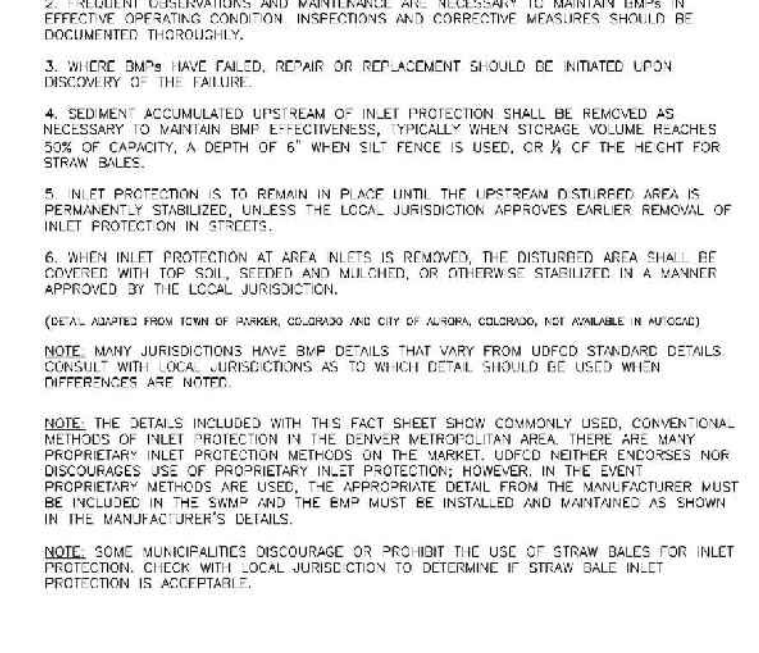 2. FREQUENT OBSERVATIONS AND MAINTENANCE ARE NECESSARY TO MAINTAIN BMPs IN
EFFECTIVE OPERATING CONDITION. INSPECTIONS AND CORRECTIVE MEASURES SHOULD BE
DOCUMENTED THOROUGHLY.
3. WHERE BMPs HAVE FAILED, REPAIR OR REPLACEMENT SHOULD BE INITIATED UPON
DISCOVERY OF THE FAILURE.
4. SEDIMENT ACCUMULATED UPSTREAM OF INLET PROTECTION SHALL BE REMOVED AS
NECESSARY TO MAINTAIN BMP EFFECTIVENESS, TYPICALLY WHEN STORAGE VOLUME REACHES
50% OF CAPACITY, A DEPTH OF 6" WHEN SILT FENCE IS USED, OR ¼ OF THE HEIGHT FOR
STRAW BALES.
5. INLET PROTECTION IS TO REMAIN IN PLACE UNTIL THE UPSTREAM DISTURBED AREA IS
PERMANENTLY STABILIZED, UNLESS THE LOCAL JURISDICTION APPROVES EARLIER REMOVAL OF
INLET PROTECTION IN STREETS.
6. WHEN INLET PROTECTION AT AREA INLETS IS REMOVED, THE DISTURBED AREA SHALL BE
COVERED WITH TOP SOIL, SEEDED AND MULCHED, OR OTHERWISE STABILIZED IN A MANNER
APPROVED BY THE LOCAL JURISDICTION.
(DETAIL ADAPTED FROM TOWN OF PARKER, COLORADO AND CITY OF AURORA, COLORADO, NOT AVAILABLE IN AUTOCAD)
NOTE: MANY JURISDICTIONS HAVE BMP DETAILS THAT VARY FROM UDFCD STANDARD DETAILS.
CONSULT WITH LOCAL JURISDICTIONS AS TO WHICH DETAIL SHOULD BE USED WHEN
DIFFERENCES ARE NOTED.
NOTE: THE DETAILS INCLUDED WITH THIS FACT SHEET SHOW COMMONLY USED, CONVENTIONAL
METHODS OF INLET PROTECTION IN THE DENVER METROPOLITAN AREA. THERE ARE MANY
PROPRIETARY INLET PROTECTION METHODS ON THE MARKET. UDFCD NEITHER ENDORSES NOR
DISCOURAGES USE OF PROPRIETARY INLET PROTECTION; HOWEVER, IN THE EVENT
PROPRIETARY METHODS ARE USED, THE APPROPRIATE DETAIL FROM THE MANUFACTURER MUST
BE INCLUDED IN THE SWMP AND THE BMP MUST BE INSTALLED AND MAINTAINED AS SHOWN
IN THE MANUFACTURER'S DETAILS.
NOTE: SOME MUNICIPALITIES DISCOURAGE OR PROHIBIT THE USE OF STRAW BALES FOR INLET
PROTECTION. CHECK WITH LOCAL JURISDICTION TO DETERMINE IF STRAW BALE INLET
PROTECTION IS ACCEPTABLE.